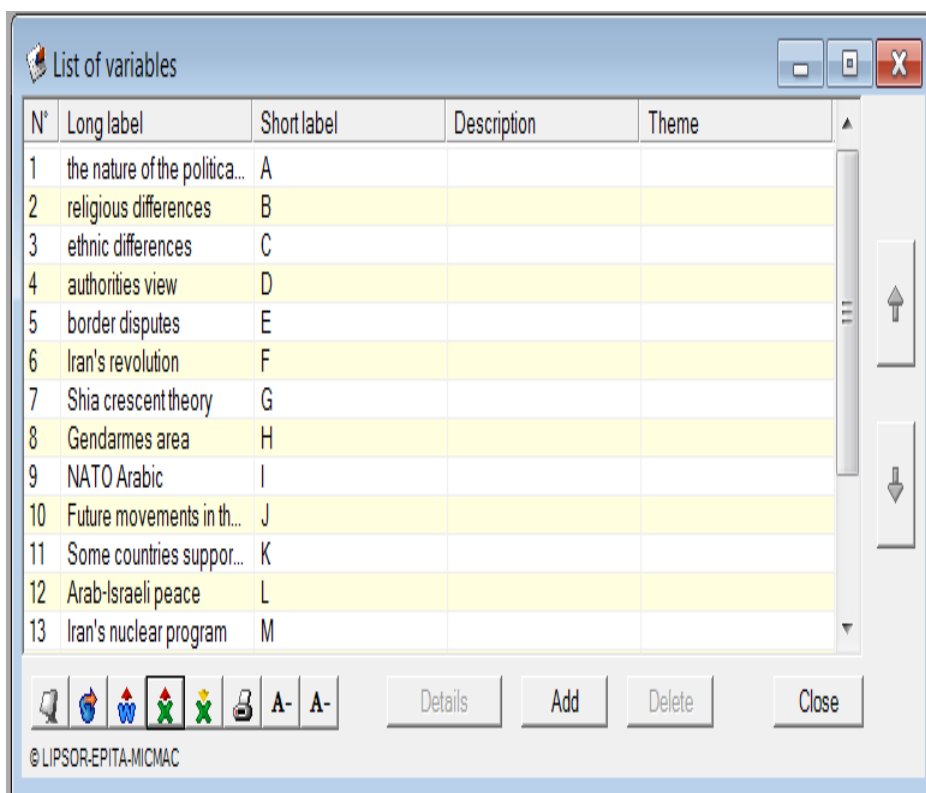 List of variables
N° Long label Short label Description Theme
1 the nature of the politica... A
2 religious differences B
3 ethnic differences C
4 authorities view D
5 border disputes E
6 Iran's revolution F
7 Shia crescent theory G
8 Gendarmes area H
9 NATO Arabic I
10 Future movements in th... J
11 Some countries suppor... K
12 Arab-Israeli peace L
13 Iran's nuclear program M
A- A- Details Add Delete Close
© LIPSOR-EPITA-MICMAC